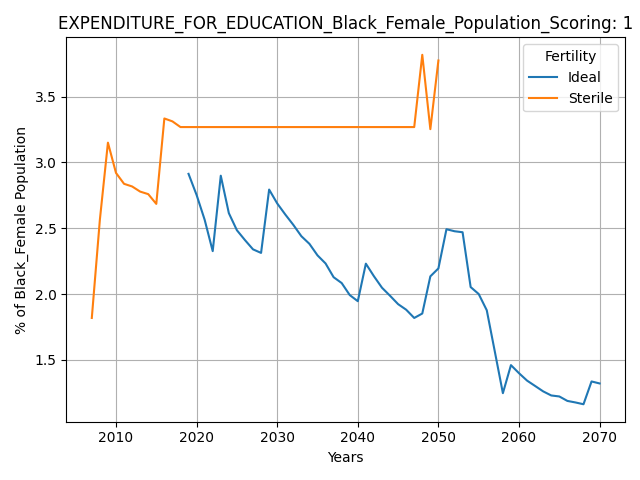 EXPENDITURE_FOR_EDUCATION_Black_Female_Population_Scoring: 1
Fertility
Ideal
Sterile
% of Black_Female Population
3.5
3.0
2.5
2.0
1.5
2010 2020 2030 2040 2050 2060 2070
Years